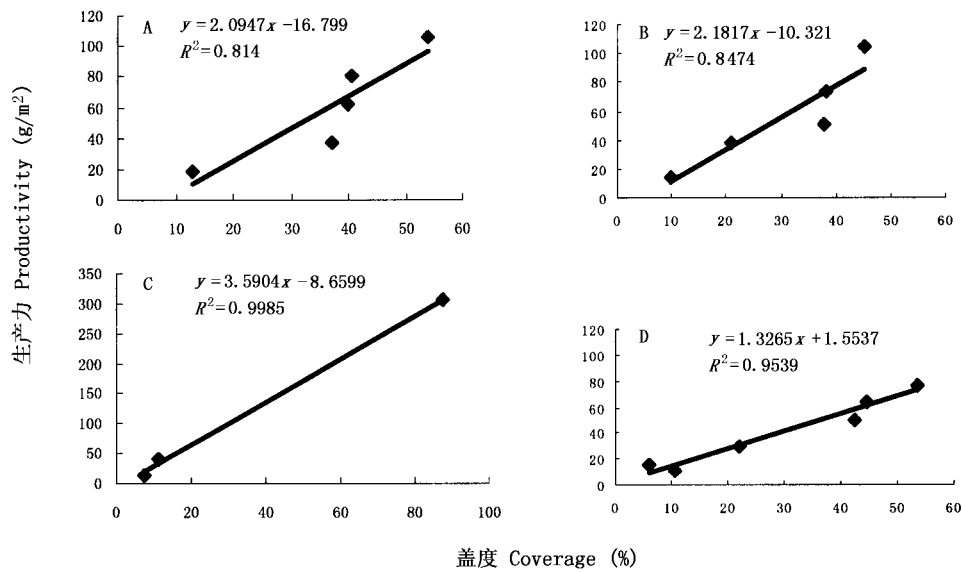 生产力 Productivity (g/m²)
A y=2.0947x-16.799
R²=0.814
120
100
80
60
40
20
0
0 10 20 30 40 50 60
B y=2.1817x-10.321
R²=0.8474
120
100
80
60
40
20
0
0 10 20 30 40 50 60
C y=3.5904x-8.6599
R²=0.9985
350
300
250
200
150
100
50
0
0 20 40 60 80 100
D y=1.3265x+1.5537
R²=0.9539
120
100
80
60
40
20
0
0 10 20 30 40 50 60
盖度 Coverage (%)